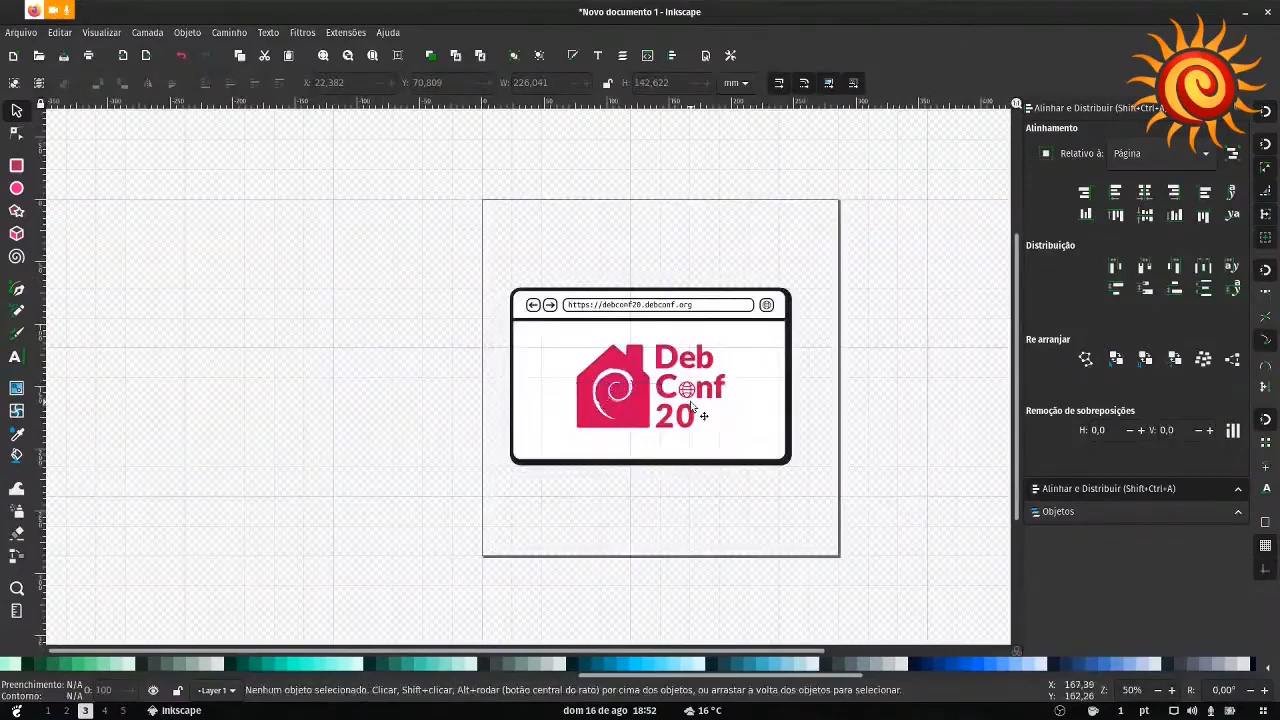 *Novo documento 1 - Inkscape
Arquivo Editar Visualizar Camada Objeto Caminho Texto Filtros Extensões Ajuda
X: 22,382 Y: 70,809 W: 226,041 H: 142,622 mm
Alinhar e Distribuir (Shift+Ctrl+A)
Alinhamento
Relativo à: Página
Distribuição
https://debconf20.debconf.org
Deb
Conf
20
Re arranjar
Remoção de sobreposições
H: 0,0 V: 0,0
Alinhar e Distribuir (Shift+Ctrl+A)
Objetos
Preenchimento: N/A
Contorno: N/A
O: 100
Layer 1
Nenhum objeto selecionado. Clicar, Shift+clicar, Alt+rodar (botão central do rato) por cima dos objetos, ou arrastar à volta dos objetos para selecionar.
X: 167,39
Y: 162,26
Z: 50% R: 0,00°
1 2 3 4 5 Inkscape dom 16 de ago 18:52 16 °C 1 pt